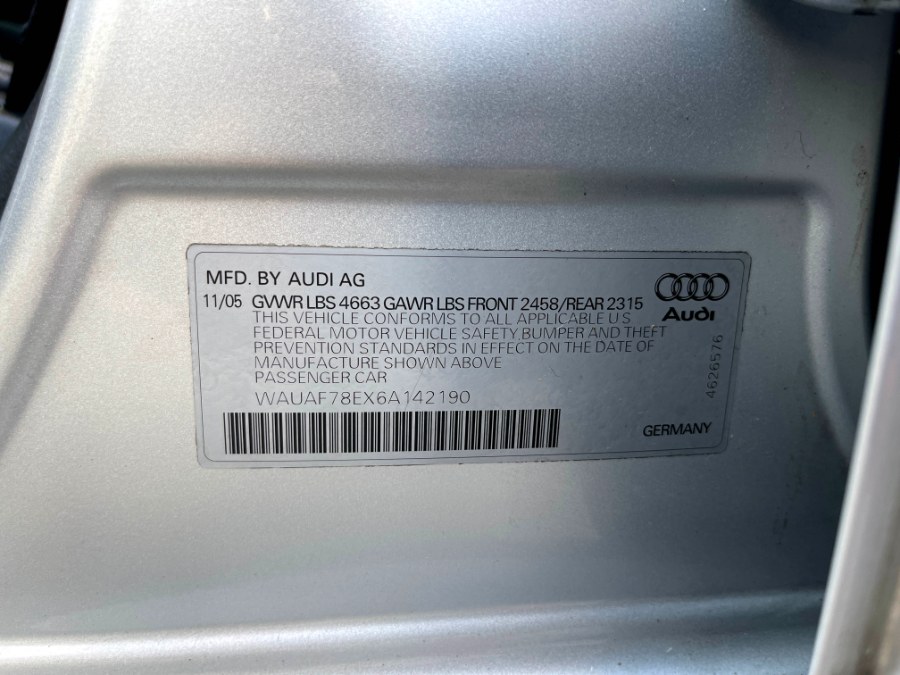 MFD. BY AUDI AG
11/05 GVWR LBS 4663 GAWR LBS FRONT 2458/REAR 2315
THIS VEHICLE CONFORMS TO ALL APPLICABLE U S
FEDERAL MOTOR VEHICLE SAFETY,BUMPER AND THEFT
PREVENTION STANDARDS IN EFFECT ON THE DATE OF
MANUFACTURE SHOWN ABOVE
PASSENGER CAR
WAUAF78EX6A142190
Audi
4626576
GERMANY